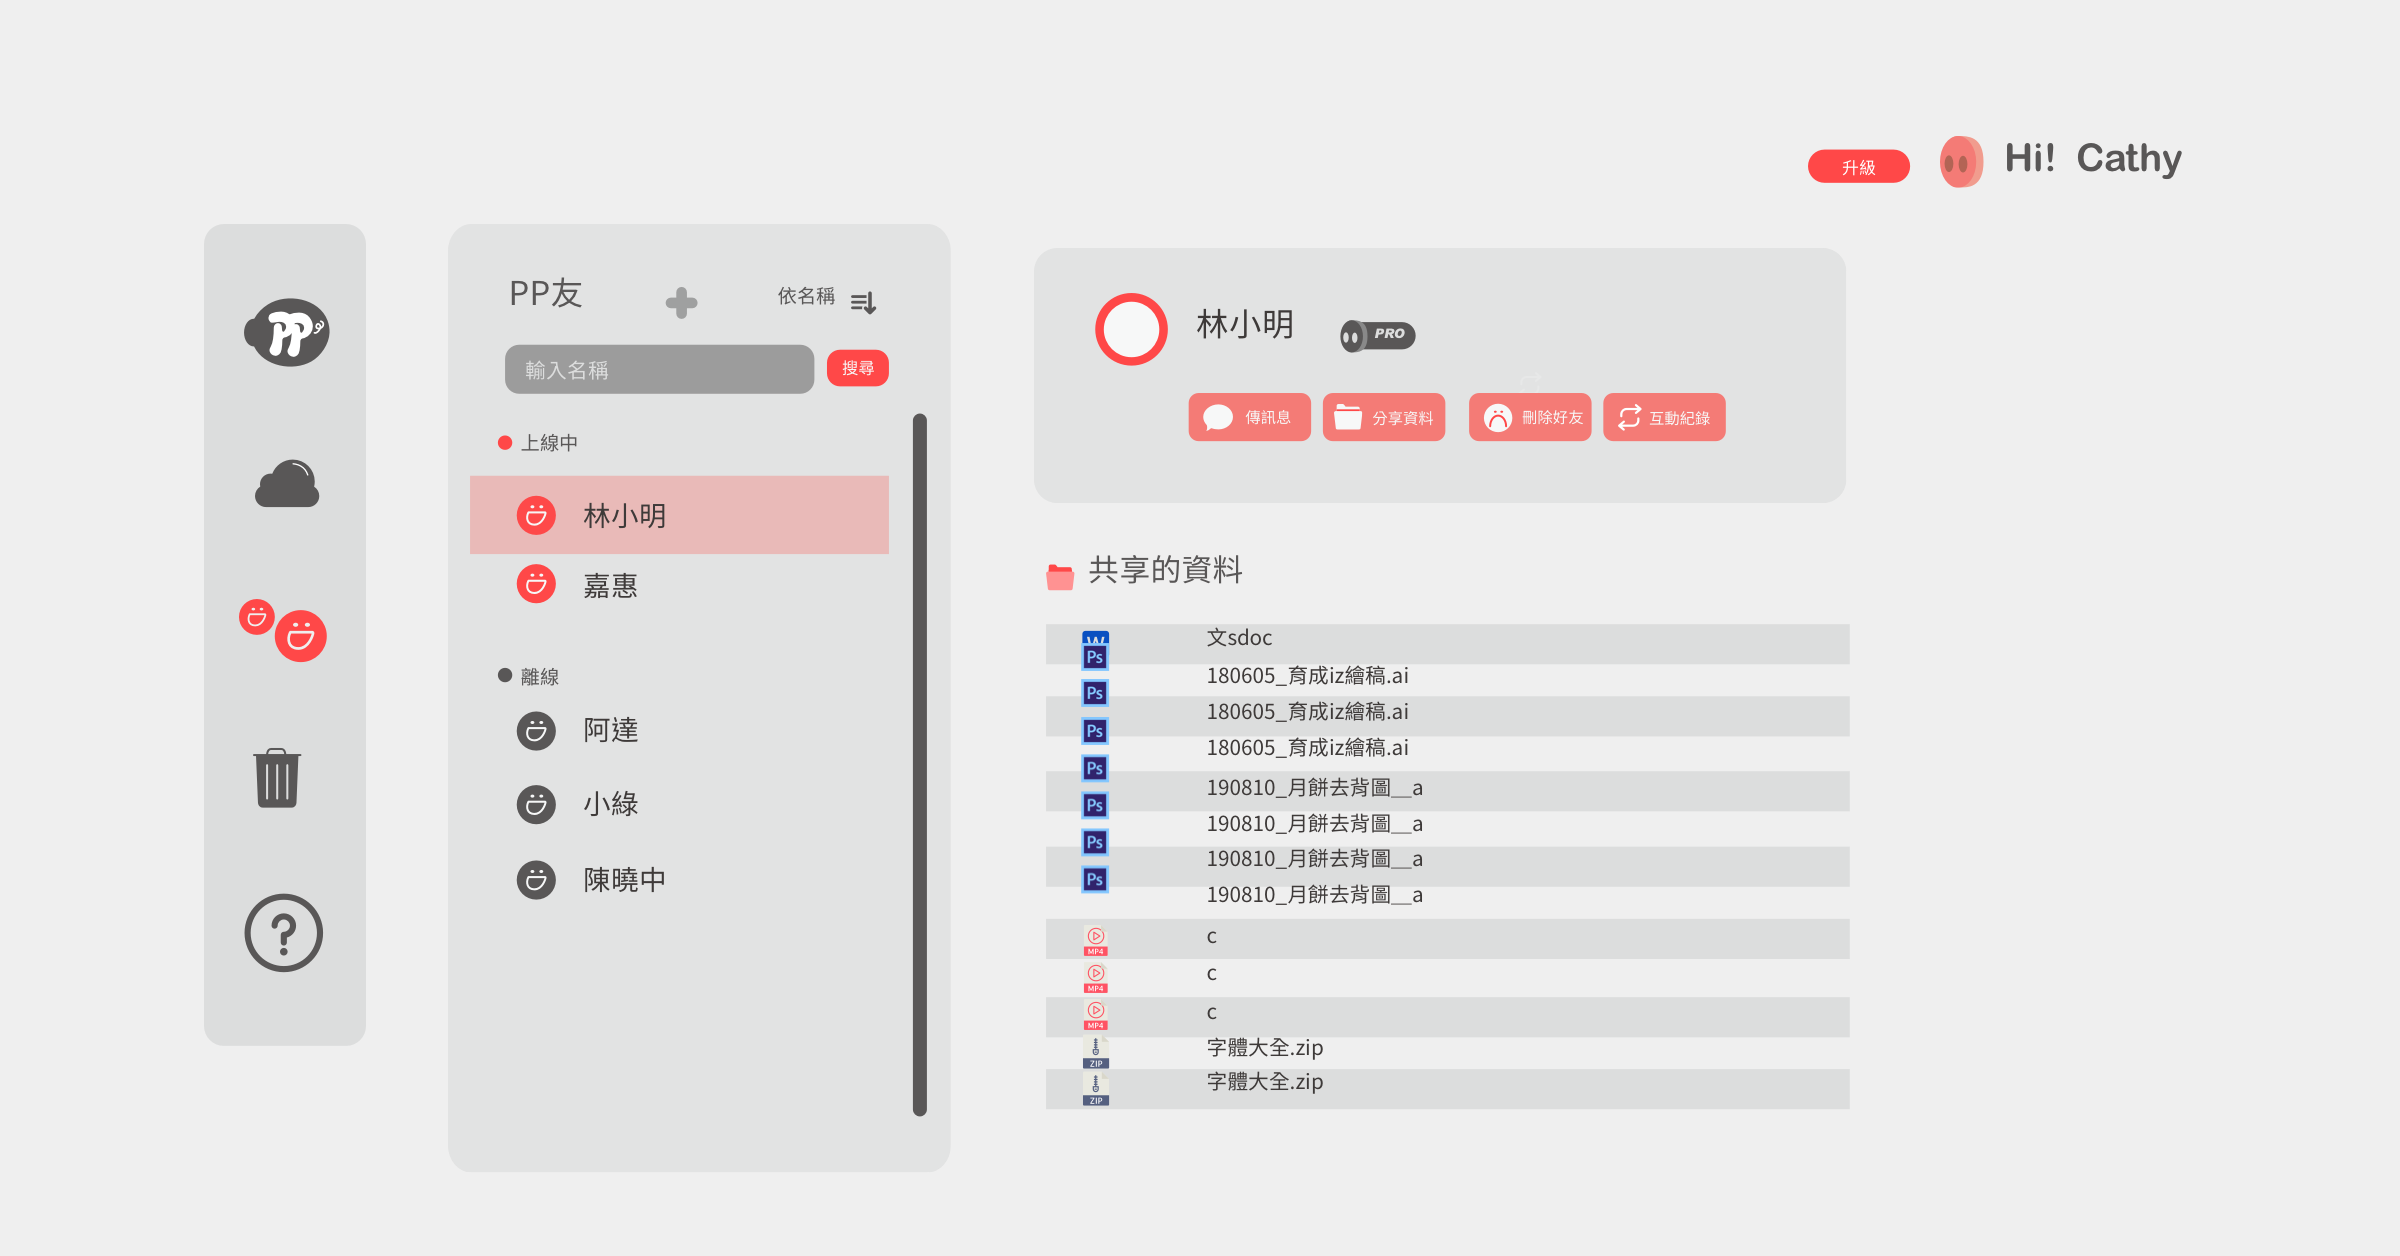 升級
Hi! Cathy
PP
PP友
依名稱
輸入名稱
搜尋
上線中
林小明
嘉惠
離線
阿達
小綠
陳曉中
林小明
PRO
傳訊息
分享資料
刪除好友
互動紀錄
共享的資料
W
文sdoc
Ps
180605_育成iz繪稿.ai
Ps
180605_育成iz繪稿.ai
Ps
180605_育成iz繪稿.ai
Ps
190810_月餅去背圖__a
Ps
190810_月餅去背圖__a
Ps
190810_月餅去背圖__a
Ps
190810_月餅去背圖__a
MP4
c
MP4
c
MP4
c
ZIP
字體大全.zip
ZIP
字體大全.zip